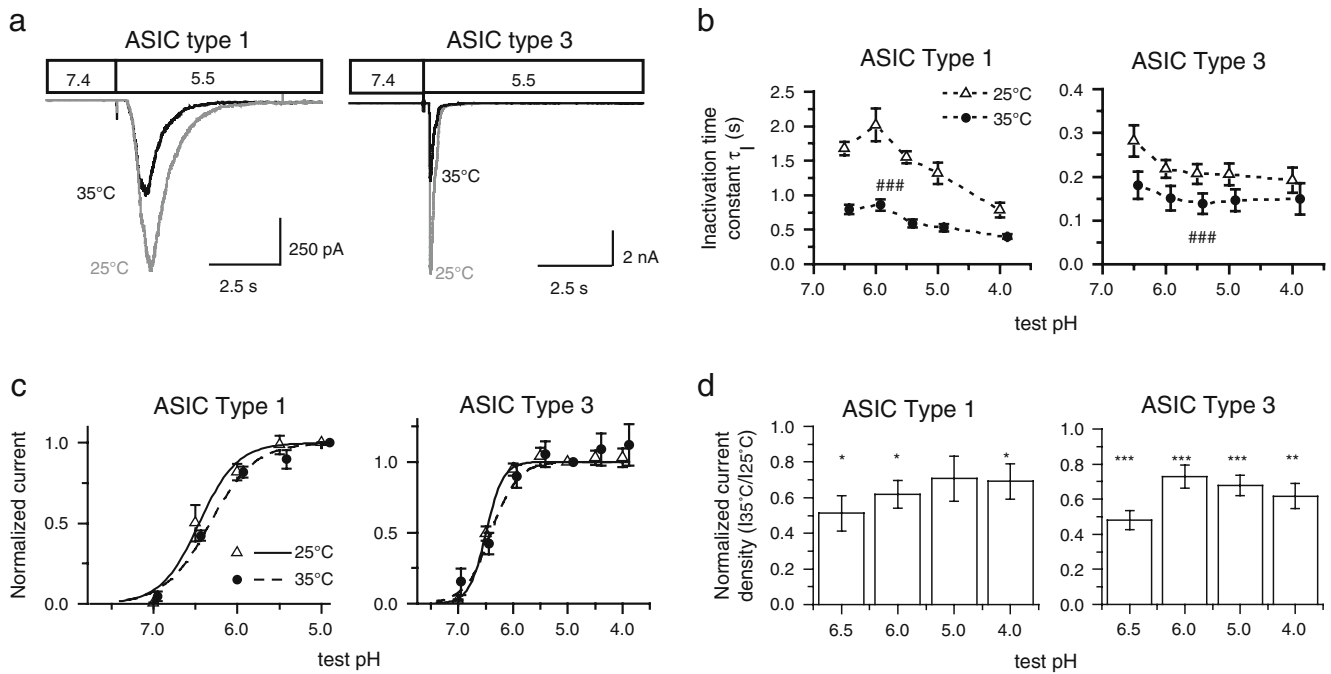 a
ASIC type 1
7.4
5.5
35°C
25°C
250 pA
2.5 s
ASIC type 3
7.4
5.5
35°C
25°C
2 nA
2.5 s
b
ASIC Type 1
25°C
35°C
Inactivation time
constant τI (s)
2.5
2.0
1.5
1.0
0.5
0.0
###
7.0
6.0
5.0
4.0
ASIC Type 3
0.4
0.3
0.2
0.1
0.0
###
7.0
6.0
5.0
4.0
test pH
c
ASIC Type 1
Normalized current
1.0
0.5
0.0
25°C
35°C
7.0
6.0
5.0
ASIC Type 3
1.0
0.5
0.0
7.0
6.0
5.0
4.0
test pH
d
ASIC Type 1
Normalized current
density (I35°C/I25°C)
1.0
0.8
0.6
0.4
0.2
0.0
*
*
*
6.5
6.0
5.0
4.0
ASIC Type 3
1.0
0.8
0.6
0.4
0.2
0.0
***
***
***
**
6.5
6.0
5.0
4.0
test pH